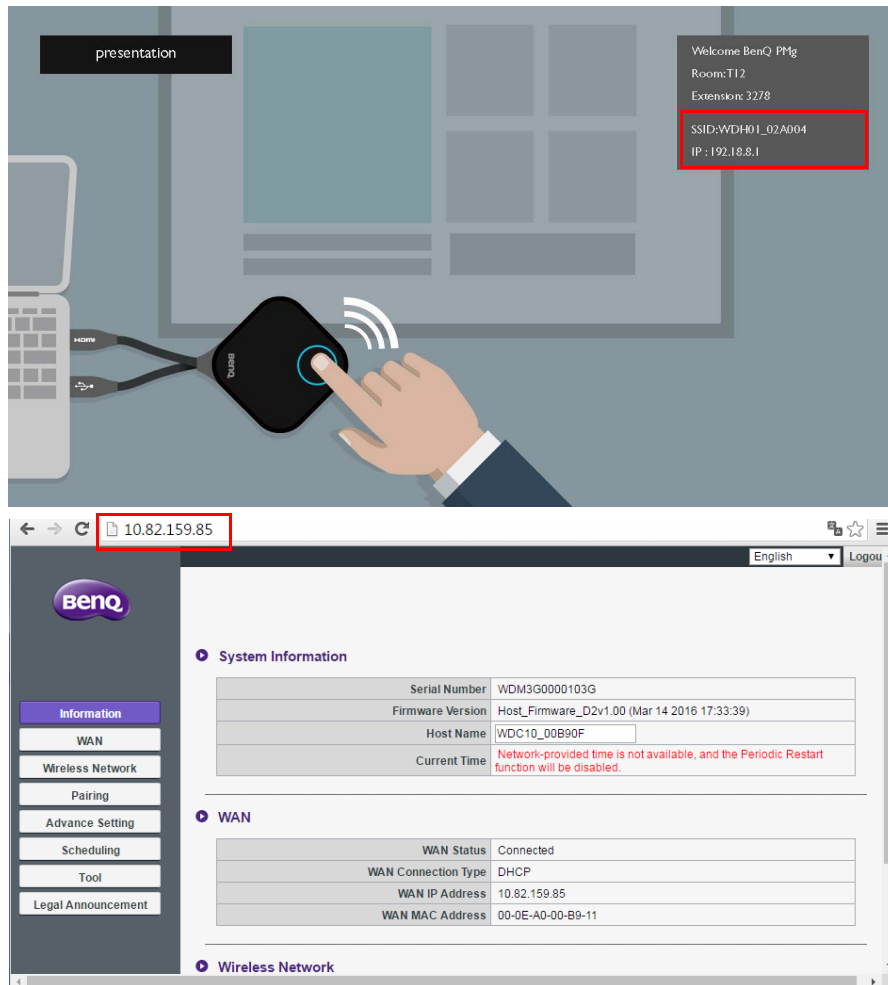 presentation
Welcome BenQ PMg
Room:T12
Extension: 3278
SSID:WDH01_02A004
IP : 192.18.8.1
HDMI
BenQ
10.82.159.85
English
Logou
BenQ
Information
WAN
Wireless Network
Pairing
Advance Setting
Scheduling
Tool
Legal Announcement
System Information
Serial Number WDM3G0000103G
Firmware Version Host_Firmware_D2v1.00 (Mar 14 2016 17:33:39)
Host Name WDC10_00B90F
Current Time Network-provided time is not available, and the Periodic Restart
function will be disabled.
WAN
WAN Status Connected
WAN Connection Type DHCP
WAN IP Address 10.82.159.85
WAN MAC Address 00-0E-A0-00-B9-11
Wireless Network